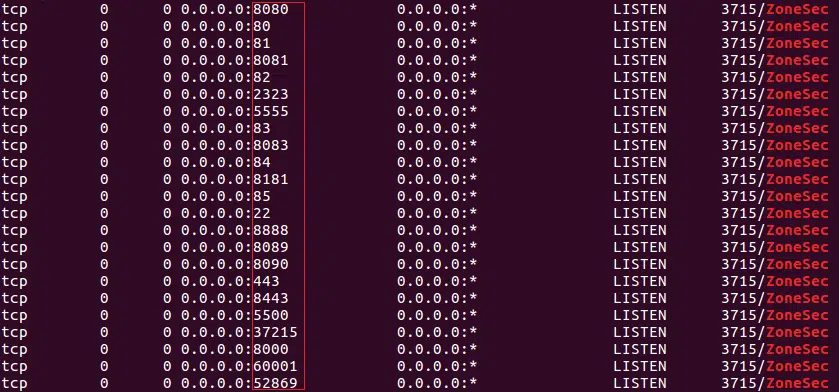 tcp 0 0 0.0.0.0:8080 0.0.0.0:* LISTEN 3715/ZoneSec
tcp 0 0 0.0.0.0:80 0.0.0.0:* LISTEN 3715/ZoneSec
tcp 0 0 0.0.0.0:81 0.0.0.0:* LISTEN 3715/ZoneSec
tcp 0 0 0.0.0.0:8081 0.0.0.0:* LISTEN 3715/ZoneSec
tcp 0 0 0.0.0.0:82 0.0.0.0:* LISTEN 3715/ZoneSec
tcp 0 0 0.0.0.0:2323 0.0.0.0:* LISTEN 3715/ZoneSec
tcp 0 0 0.0.0.0:5555 0.0.0.0:* LISTEN 3715/ZoneSec
tcp 0 0 0.0.0.0:83 0.0.0.0:* LISTEN 3715/ZoneSec
tcp 0 0 0.0.0.0:8083 0.0.0.0:* LISTEN 3715/ZoneSec
tcp 0 0 0.0.0.0:84 0.0.0.0:* LISTEN 3715/ZoneSec
tcp 0 0 0.0.0.0:8181 0.0.0.0:* LISTEN 3715/ZoneSec
tcp 0 0 0.0.0.0:85 0.0.0.0:* LISTEN 3715/ZoneSec
tcp 0 0 0.0.0.0:22 0.0.0.0:* LISTEN 3715/ZoneSec
tcp 0 0 0.0.0.0:8888 0.0.0.0:* LISTEN 3715/ZoneSec
tcp 0 0 0.0.0.0:8089 0.0.0.0:* LISTEN 3715/ZoneSec
tcp 0 0 0.0.0.0:8090 0.0.0.0:* LISTEN 3715/ZoneSec
tcp 0 0 0.0.0.0:443 0.0.0.0:* LISTEN 3715/ZoneSec
tcp 0 0 0.0.0.0:8443 0.0.0.0:* LISTEN 3715/ZoneSec
tcp 0 0 0.0.0.0:5500 0.0.0.0:* LISTEN 3715/ZoneSec
tcp 0 0 0.0.0.0:37215 0.0.0.0:* LISTEN 3715/ZoneSec
tcp 0 0 0.0.0.0:8000 0.0.0.0:* LISTEN 3715/ZoneSec
tcp 0 0 0.0.0.0:60001 0.0.0.0:* LISTEN 3715/ZoneSec
tcp 0 0 0.0.0.0:52869 0.0.0.0:* LISTEN 3715/ZoneSec